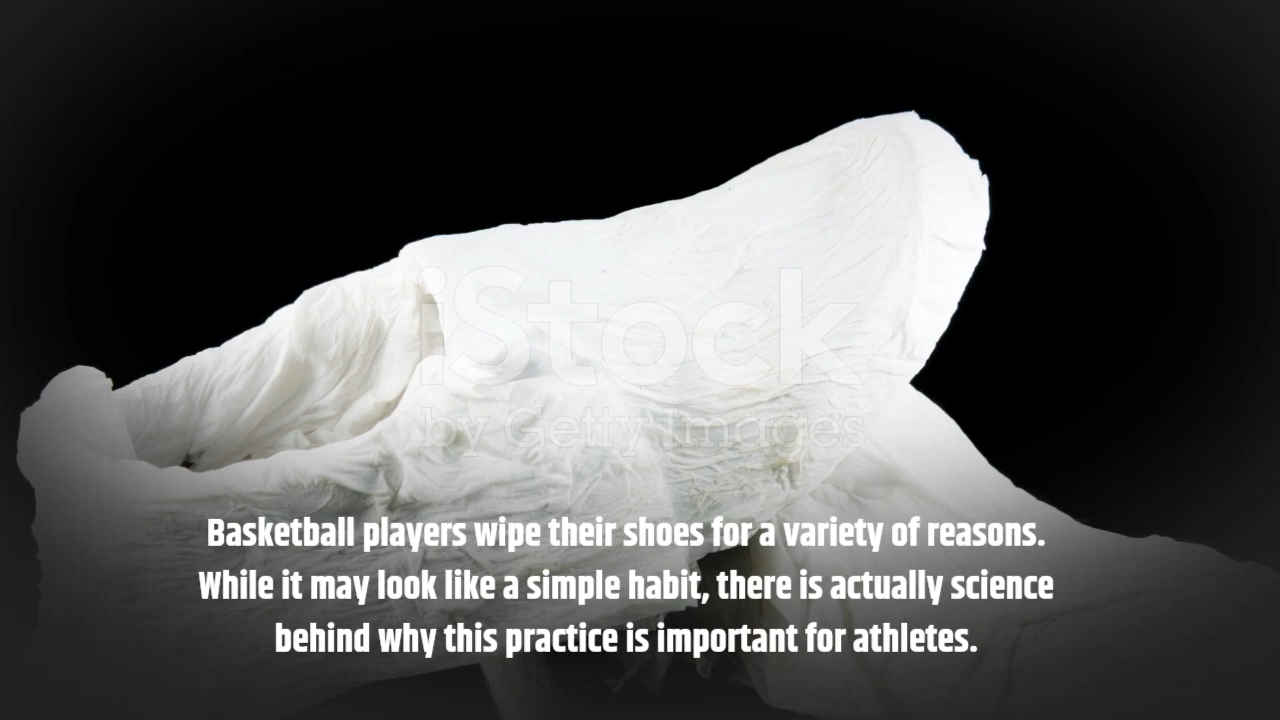 iStock
by Getty Images
Basketball players wipe their shoes for a variety of reasons.
While it may look like a simple habit, there is actually science
behind why this practice is important for athletes.